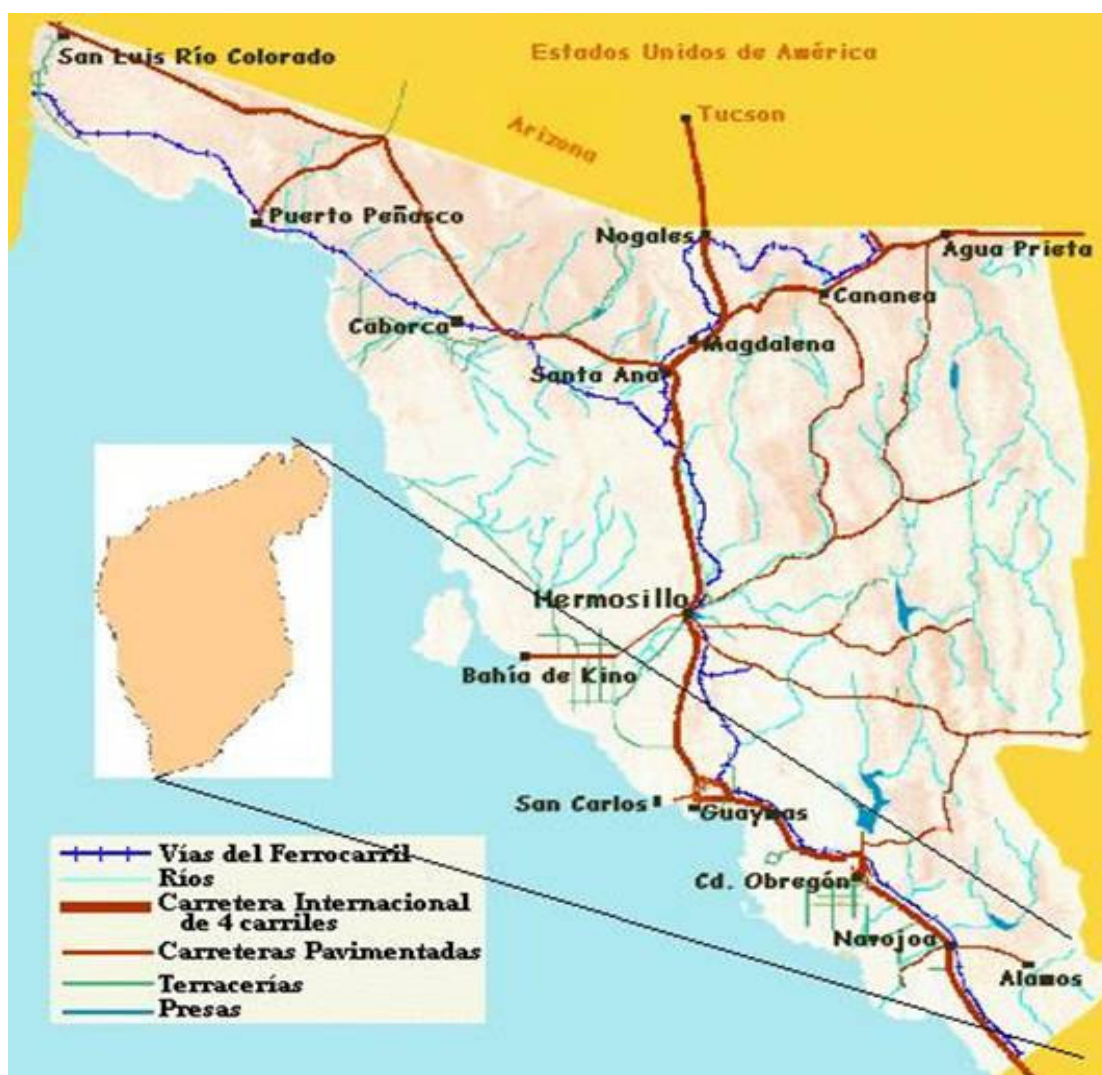 San Luis Río Colorado
Estados Unidos de América
Tucson
Arizona
Puerto Peñasco
Nogales
Agua Prieta
Cananea
Caborca
Magdalena
Santa Ana
Hermosillo
Bahía de Kino
San Carlos
Guaymas
Cd. Obregón
Navojoa
Alamos
Vías del Ferrocarril
Ríos
Carretera Internacional
de 4 carriles
Carreteras Pavimentadas
Terracerías
Presas